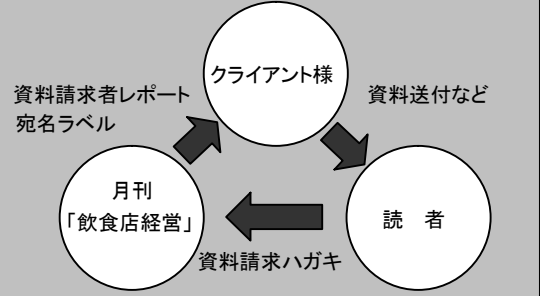 クライアント様
資料請求者レポート
宛名ラベル
資料送付など
月刊
「飲食店経営」
読　者
資料請求ハガキ